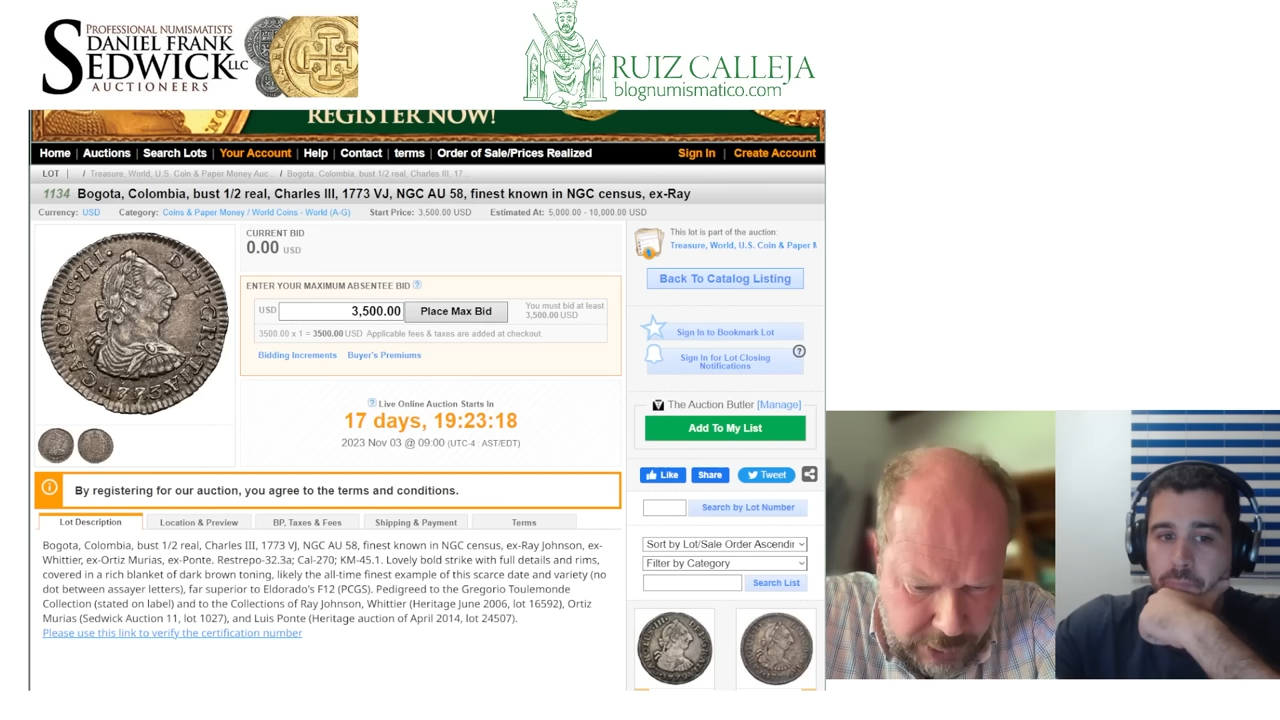 PROFESSIONAL NUMISMATISTS
DANIEL FRANK
SEDWICK LLC
AUCTIONEERS
RUIZ CALLEJA
blognumismatico.com
REGISTER NOW!
Home | Auctions | Search Lots | Your Account | Help | Contact | terms | Order of Sale/Prices Realized
Sign In | Create Account
LOT | / Treasure, World, U.S. Coin & Paper Money Auc... / Bogota, Colombia, bust 1/2 real, Charles III, 17...
1134 Bogota, Colombia, bust 1/2 real, Charles III, 1773 VJ, NGC AU 58, finest known in NGC census, ex-Ray
Currency: USD Category: Coins & Paper Money / World Coins - World (A-G) Start Price: 3,500.00 USD Estimated At: 5,000.00 - 10,000.00 USD
CAROLUS·III·DEI·GRATIA·1773·
CURRENT BID
0.00 USD
ENTER YOUR MAXIMUM ABSENTEE BID ?
USD 3,500.00 Place Max Bid
You must bid at least
3,500.00 USD
3500.00 x 1 = 3500.00 USD Applicable fees & taxes are added at checkout.
Bidding Increments Buyer's Premiums
? Live Online Auction Starts In
17 days, 19:23:18
2023 Nov 03 @ 09:00 (UTC-4 : AST/EDT)
By registering for our auction, you agree to the terms and conditions.
Lot Description Location & Preview BP, Taxes & Fees Shipping & Payment Terms
Bogota, Colombia, bust 1/2 real, Charles III, 1773 VJ, NGC AU 58, finest known in NGC census, ex-Ray Johnson, ex-
Whittier, ex-Ortiz Murias, ex-Ponte. Restrepo-32.3a; Cal-270; KM-45.1. Lovely bold strike with full details and rims,
covered in a rich blanket of dark brown toning, likely the all-time finest example of this scarce date and variety (no
dot between assayer letters), far superior to Eldorado's F12 (PCGS). Pedigreed to the Gregorio Toulemonde
Collection (stated on label) and to the Collections of Ray Johnson, Whittier (Heritage June 2006, lot 16592), Ortiz
Murias (Sedwick Auction 11, lot 1027), and Luis Ponte (Heritage auction of April 2014, lot 24507).
Please use this link to verify the certification number
This lot is part of the auction:
Treasure, World, U.S. Coin & Paper
Back To Catalog Listing
Sign In to Bookmark Lot
?
Sign In for Lot Closing
Notifications
The Auction Butler [Manage]
Add To My List
Like Share Tweet
Search by Lot Number
Sort by Lot/Sale Order Ascendin
Filter by Category
Search List